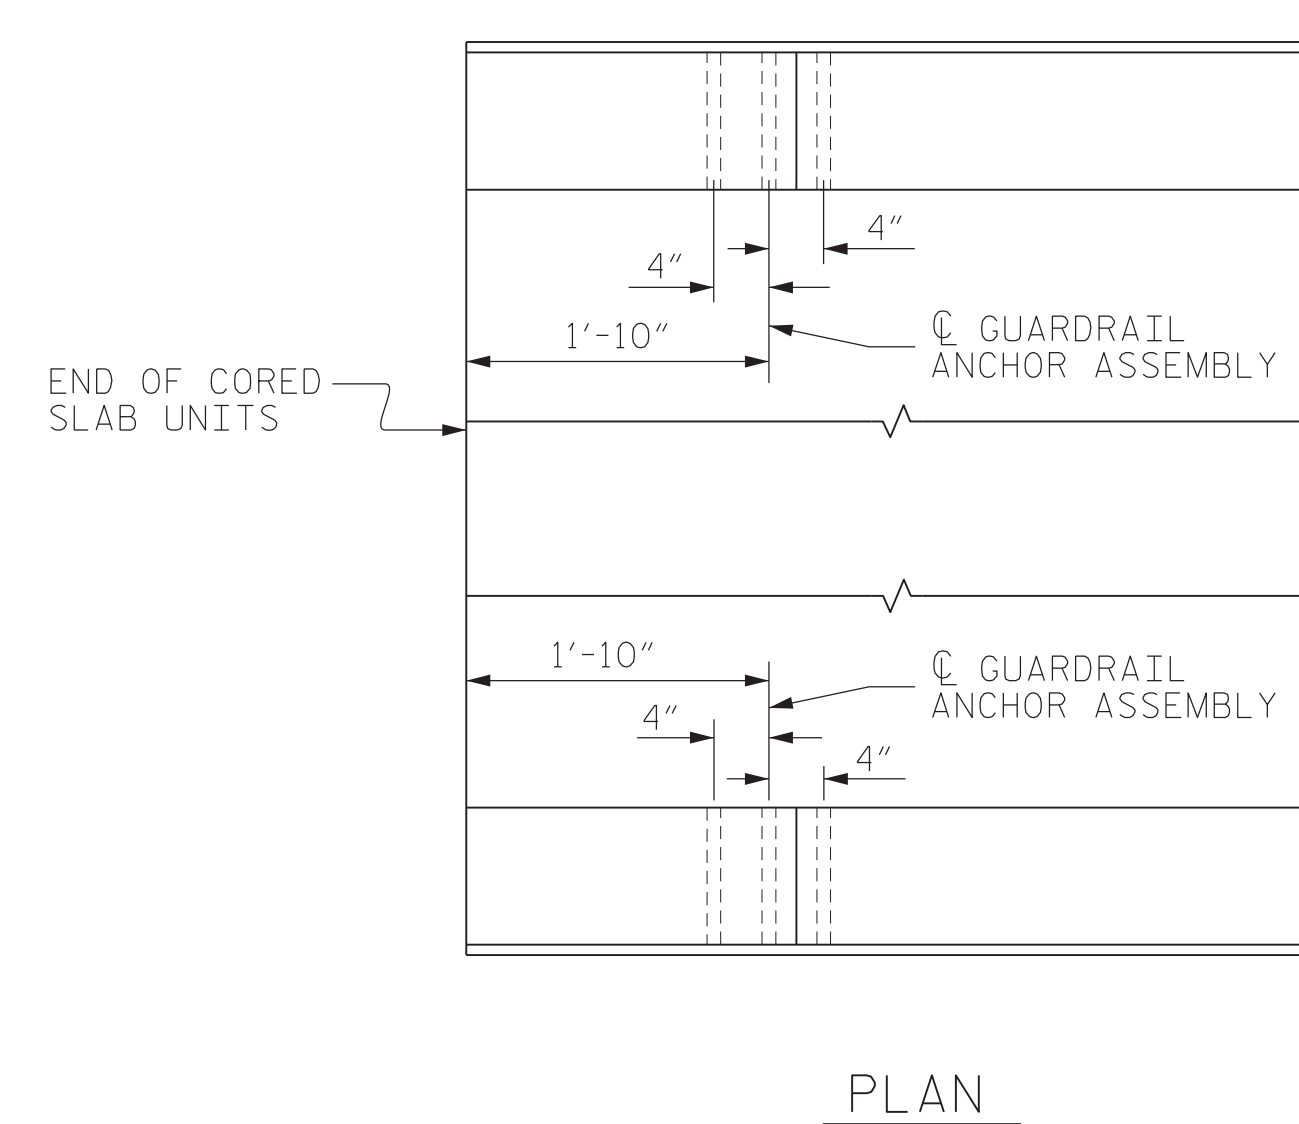 4"
4"
1'-10"
℄ GUARDRAIL
ANCHOR ASSEMBLY
END OF CORED
SLAB UNITS
1'-10"
℄ GUARDRAIL
ANCHOR ASSEMBLY
4"
4"
PLAN